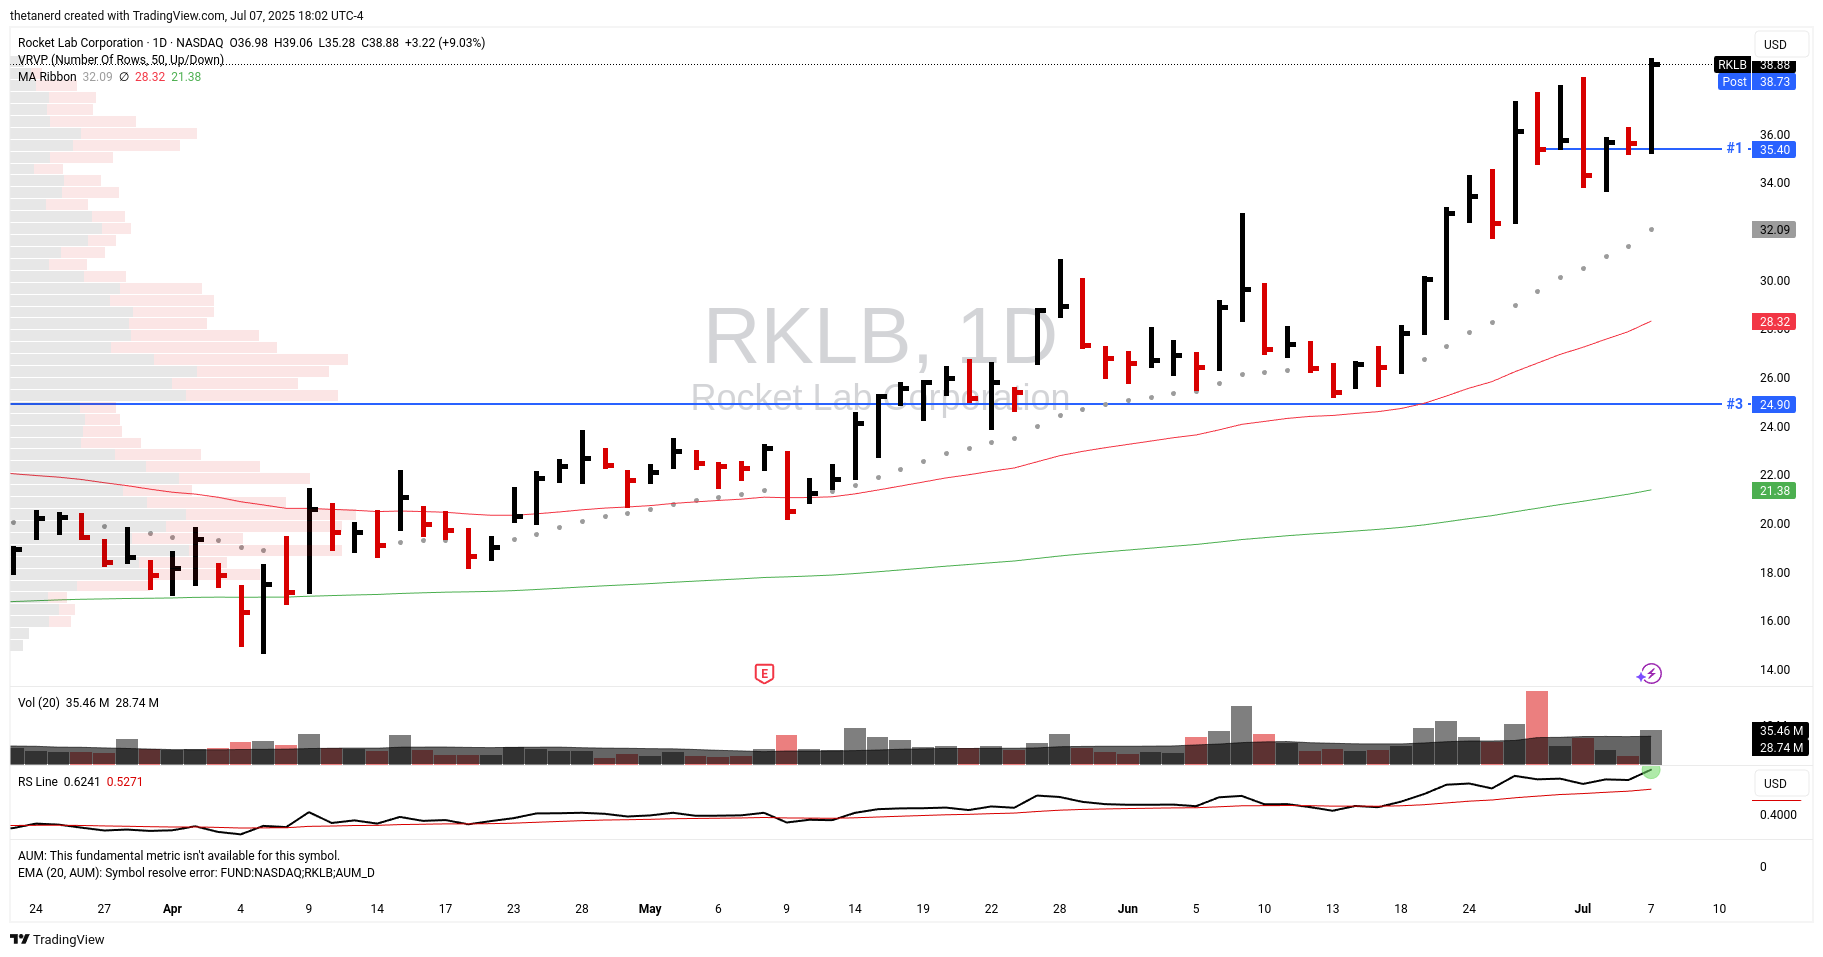 thetanerd created with TradingView.com, Jul 07, 2025 18:02 UTC-4
Rocket Lab Corporation · 1D · NASDAQ O36.98 H39.06 L35.28 C38.88 +3.22 (+9.03%)
VRVP (Number Of Rows, 50, Up/Down)
MA Ribbon 32.09 ∅ 28.32 21.38
USD
RKLB 38.88
Post 38.73
36.00
#1 35.40
34.00
32.09
30.00
28.32
28.00
26.00
#3 24.90
24.00
22.00
21.38
20.00
18.00
16.00
14.00
RKLB, 1D
Rocket Lab Corporation
E
Vol (20) 35.46 M 28.74 M
35.46 M
28.74 M
RS Line 0.6241 0.5271
USD
0.4000
AUM: This fundamental metric isn't available for this symbol.
EMA (20, AUM): Symbol resolve error: FUND:NASDAQ;RKLB;AUM_D
0
24 27 Apr 4 9 14 17 23 28 May 6 9 14 19 22 28 Jun 5 10 13 18 24 Jul 7 10
TradingView